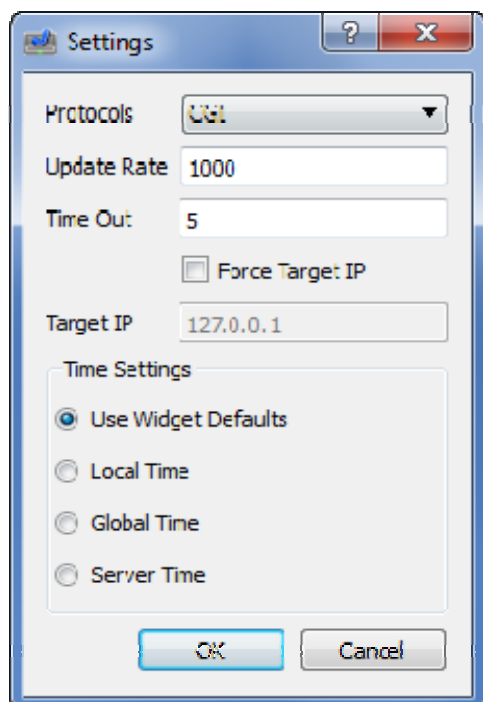 Settings
?
Protocols CGI
Update Rate 1000
Time Out 5
Force Target IP
Target IP 127.0.0.1
Time Settings
Use Widget Defaults
Local Time
Global Time
Server Time
OK Cancel